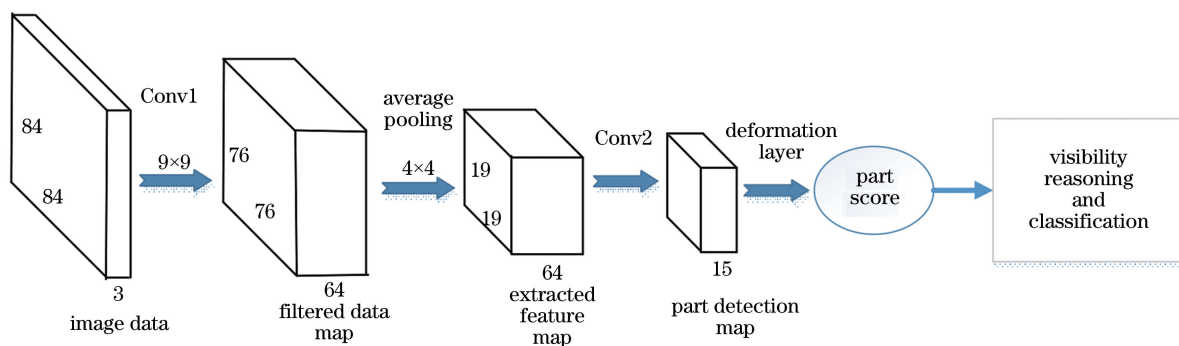 84
84
3
image data
Conv1
9×9
76
76
64
filtered data
map
average
pooling
4×4
19
19
64
extracted
feature
map
Conv2
15
part detection
map
deformation
layer
part
score
visibility
reasoning
and
classification